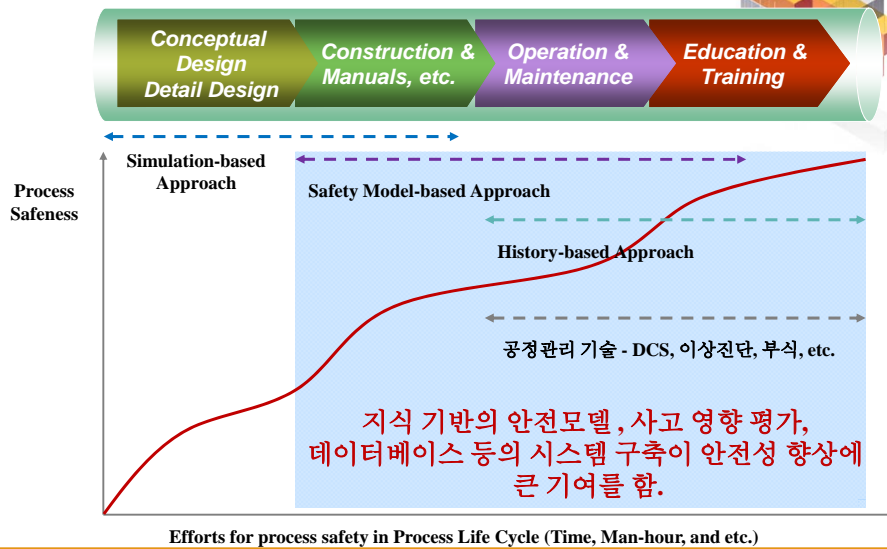 Conceptual
Design
Detail Design
Construction &
Manuals, etc.
Operation &
Maintenance
Education &
Training
Simulation-based
Approach
Process
Safeness
Safety Model-based Approach
History-based Approach
공정관리 기술 - DCS, 이상진단, 부식, etc.
지식 기반의 안전모델 , 사고 영향 평가,
데이터베이스 등의 시스템 구축이 안전성 향상에
큰 기여를 함.
Efforts for process safety in Process Life Cycle (Time, Man-hour, and etc.)